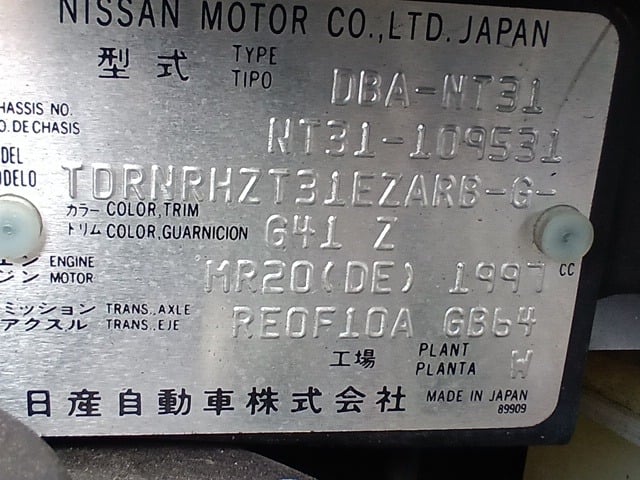 NISSAN MOTOR CO.,LTD. JAPAN
型式 TYPE TIPO DBA-NT31
HASSIS NO.
O. DE CHASIS NT31-109531
DEL
ODELO TDRNRHZT31EZARB-G-
カラー COLOR,TRIM
トリム COLOR,GUARNICION G41 Z
エン ENGINE
ジン MOTOR MR20(DE) 1997 CC
ミッション TRANS.,AXLE
アクスル TRANS.,EJE RE0F10A GB64
工場 PLANT PLANTA W
日産自動車株式会社 MADE IN JAPAN
89909